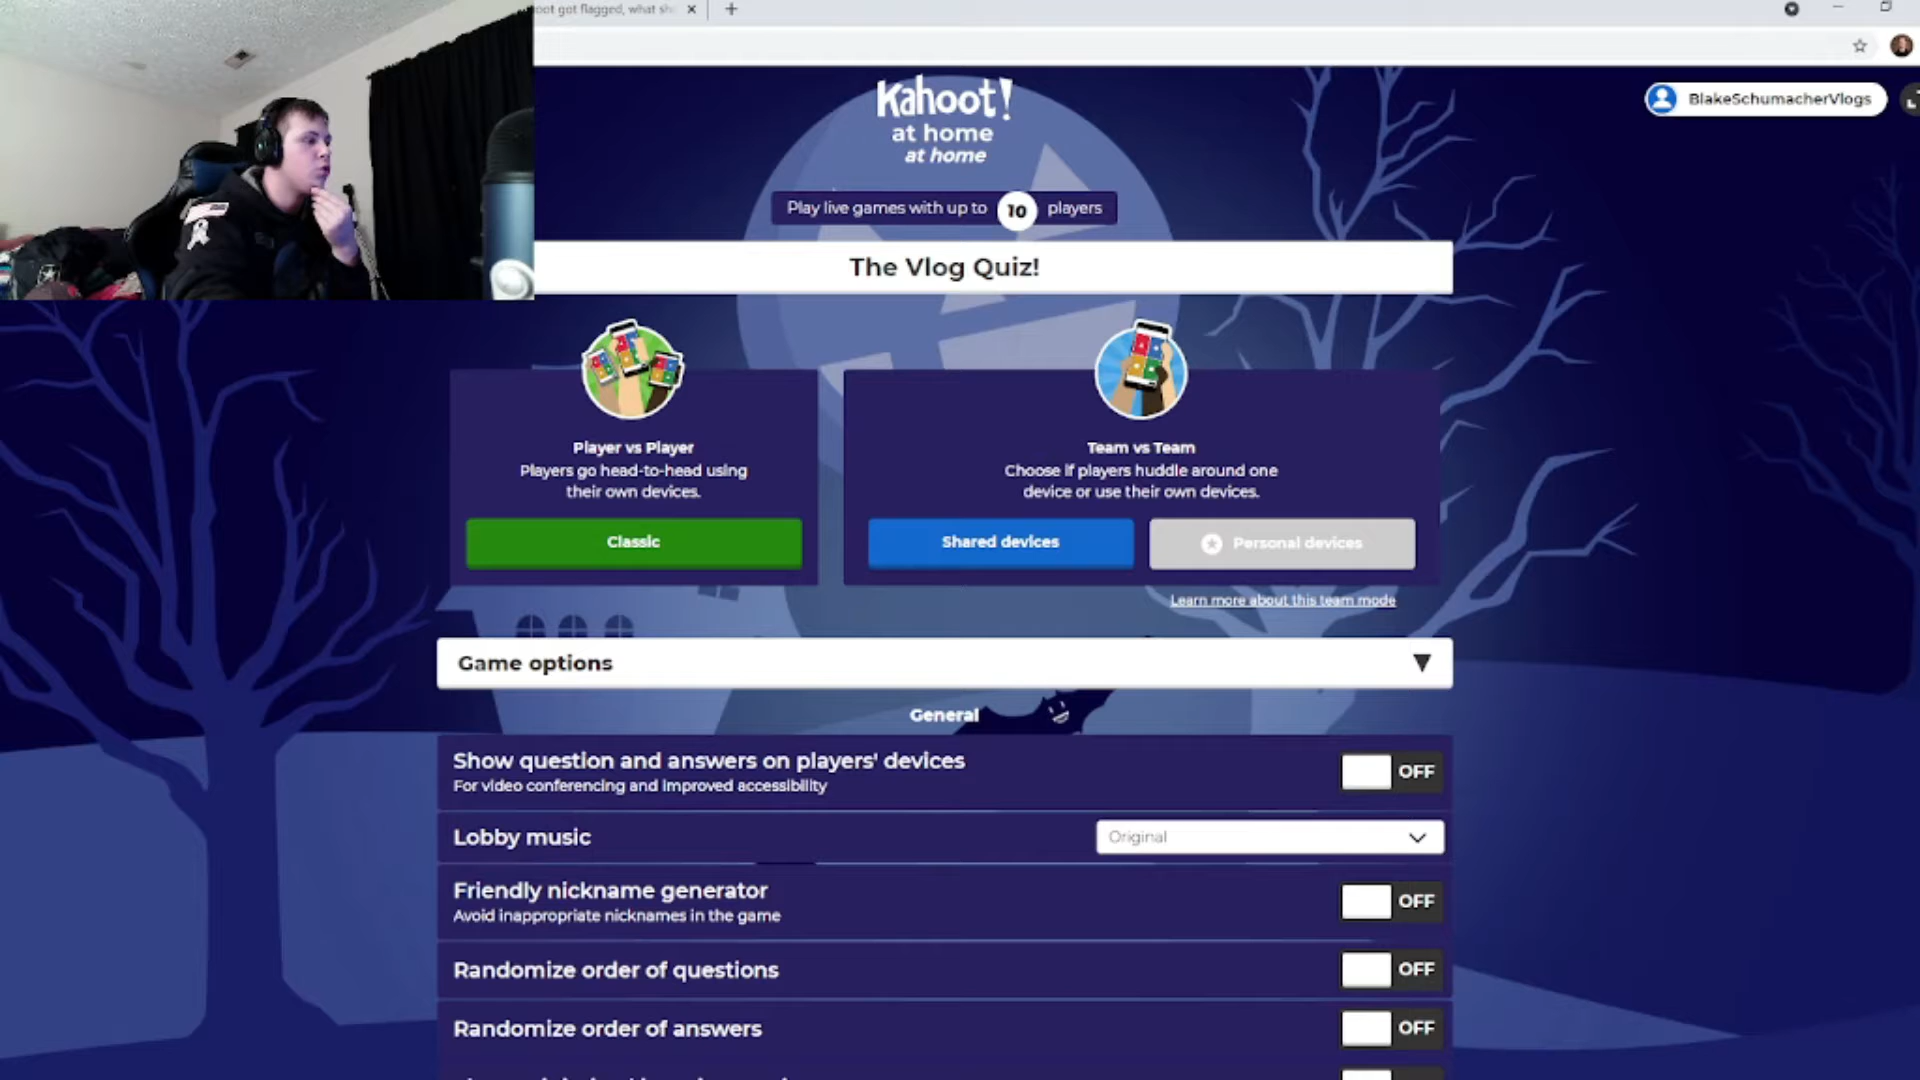 oot got flagged, what sh
BlakeSchumacherVlogs
Kahoot!
at home
at home
Play live games with up to 10 players
The Vlog Quiz!
Player vs Player
Players go head-to-head using
their own devices.
Classic
Team vs Team
Choose if players huddle around one
device or use their own devices.
Shared devices
Personal devices
Learn more about this team mode
Game options
General
Show question and answers on players' devices
For video conferencing and improved accessibility
OFF
Lobby music
Original
Friendly nickname generator
Avoid inappropriate nicknames in the game
OFF
Randomize order of questions
OFF
Randomize order of answers
OFF